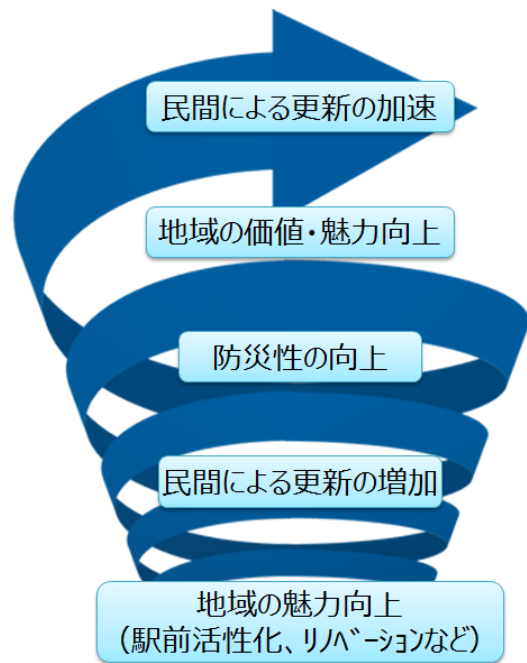 民間による更新の加速
地域の価値・魅力向上
防災性の向上
民間による更新の増加
地域の魅力向上
（駅前活性化、ﾘﾉﾍﾞｰｼｮﾝなど）